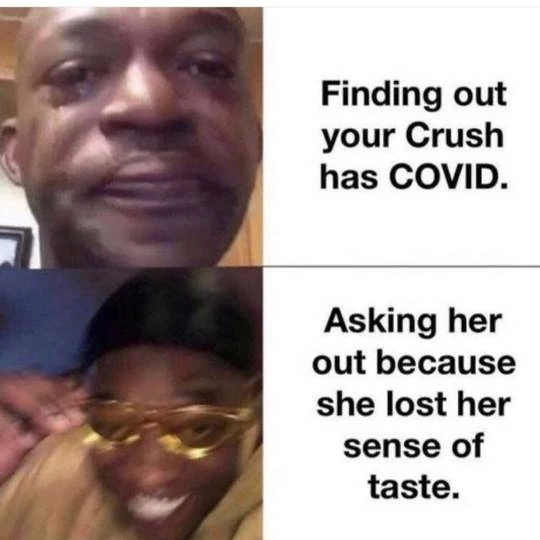 Finding out
your Crush
has COVID.
Asking her
out because
she lost her
sense of
taste.